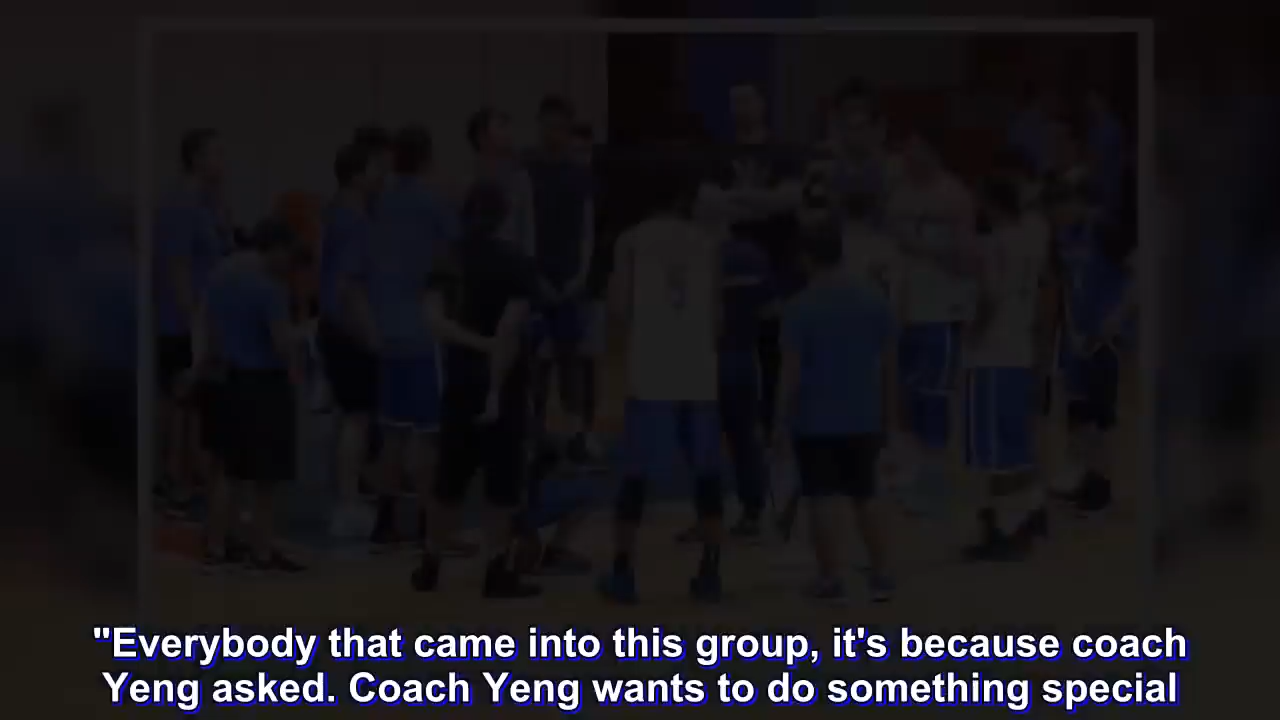 "Everybody that came into this group, it's because coach
Yeng asked. Coach Yeng wants to do something special